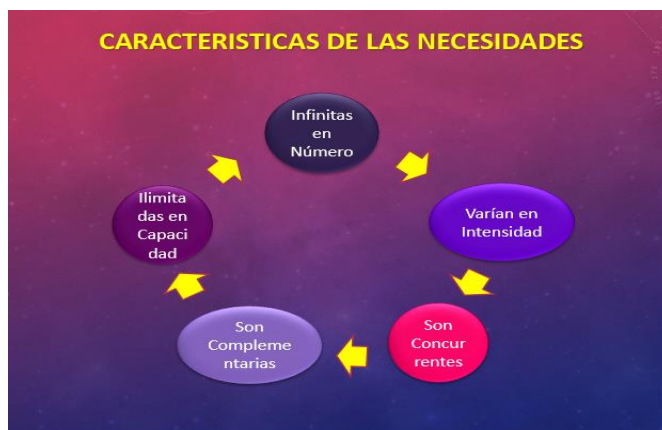 CARACTERISTICAS DE LAS NECESIDADES
Infinitas
en
Número
Varían en
Intensidad
Son
Concur
rentes
Son
Compleme
ntarias
Ilimita
das en
Capaci
dad